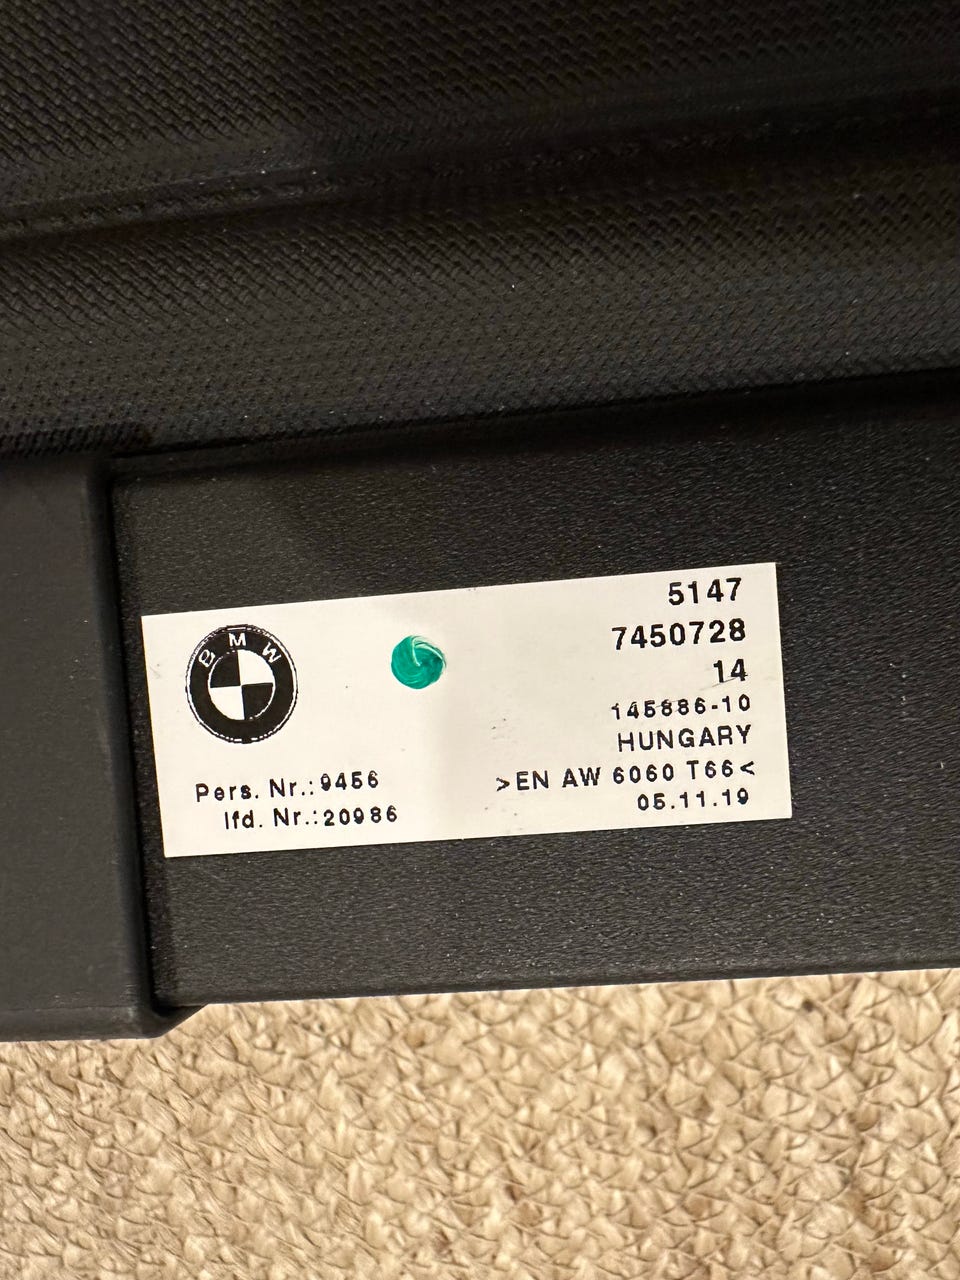 BMW
5147
7450728
14
145886-10
HUNGARY
>EN AW 6060 T66<
05.11.19
Pers. Nr.:9456
lfd. Nr.:20986